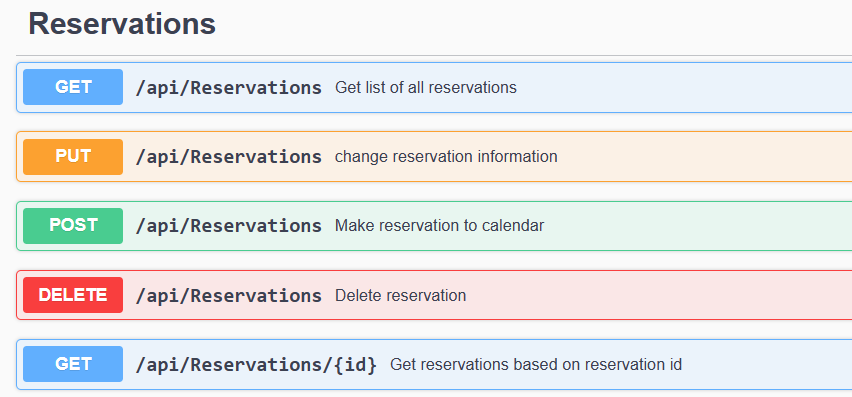 Reservations
GET /api/Reservations Get list of all reservations
PUT /api/Reservations change reservation information
POST /api/Reservations Make reservation to calendar
DELETE /api/Reservations Delete reservation
GET /api/Reservations/{id} Get reservations based on reservation id